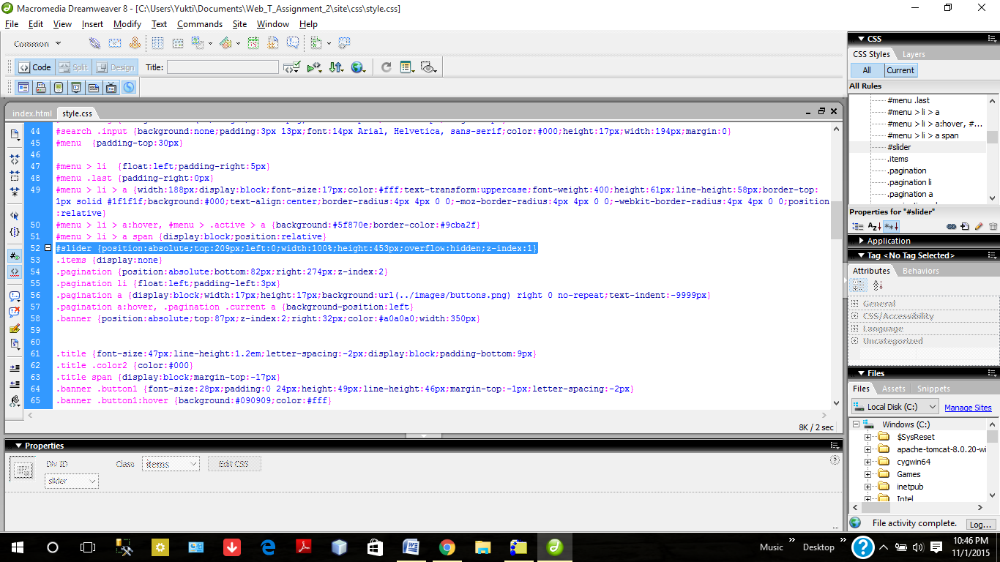 Macromedia Dreamweaver 8 - [C:\Users\Yukti\Documents\Web_T_Assignment_2\site\css\style.css]
File Edit View Insert Modify Text Commands Site Window Help
Common
Code Split Design Title:
index.html style.css
44 #search .input {background:none;padding:3px 13px;font:14px Arial, Helvetica, sans-serif;color:#000;height:17px;width:194px;margin:0}
45 #menu {padding-top:30px}
46
47 #menu > li {float:left;padding-right:5px}
48 #menu .last {padding-right:0px}
49 #menu > li > a {width:188px;display:block;font-size:17px;color:#fff;text-transform:uppercase;font-weight:400;height:61px;line-height:58px;border-top:
1px solid #1f1f1f;background:#000;text-align:center;border-radius:4px 4px 0 0;-moz-border-radius:4px 4px 0 0;-webkit-border-radius:4px 4px 0 0;position
:relative}
50 #menu > li > a:hover, #menu > .active > a {background:#5f870e;border-color:#9cba2f}
51 #menu > li > a span {display:block;position:relative}
52 #slider {position:absolute;top:209px;left:0;width:100%;height:453px;overflow:hidden;z-index:1}
53 .items {display:none}
54 .pagination {position:absolute;bottom:82px;right:274px;z-index:2}
55 .pagination li {float:left;padding-left:3px}
56 .pagination a {display:block;width:17px;height:17px;background:url(../images/buttons.png) right 0 no-repeat;text-indent:-9999px}
57 .pagination a:hover, .pagination .current a {background-position:left}
58 .banner {position:absolute;top:87px;z-index:2;right:32px;color:#a0a0a0;width:350px}
59
60
61 .title {font-size:47px;line-height:1.2em;letter-spacing:-2px;display:block;padding-bottom:9px}
62 .title .color2 {color:#000}
63 .title span {display:block;margin-top:-17px}
64 .banner .button1 {font-size:28px;padding:0 24px;height:49px;line-height:46px;margin-top:-1px;letter-spacing:-2px}
65 .banner .button1:hover {background:#090909;color:#fff}
8K / 2 sec
Properties
Div ID Class items Edit CSS
slider
CSS
CSS Styles Layers
All Current
All Rules
#menu .last
#menu > li > a
#menu > li > a:hover, #...
#menu > li > a span
#slider
.items
.pagination
.pagination li
.pagination a
Properties for "#slider"
Application
Tag <No Tag Selected>
Attributes Behaviors
General
CSS/Accessibility
Language
Uncategorized
Files
Files Assets Snippets
Local Disk (C:) Manage Sites
Windows (C:)
$SysReset
apache-tomcat-8.0.20-wi
cygwin64
Games
inetpub
Intel
File activity complete. Log...
Music Desktop
10:46 PM
11/1/2015